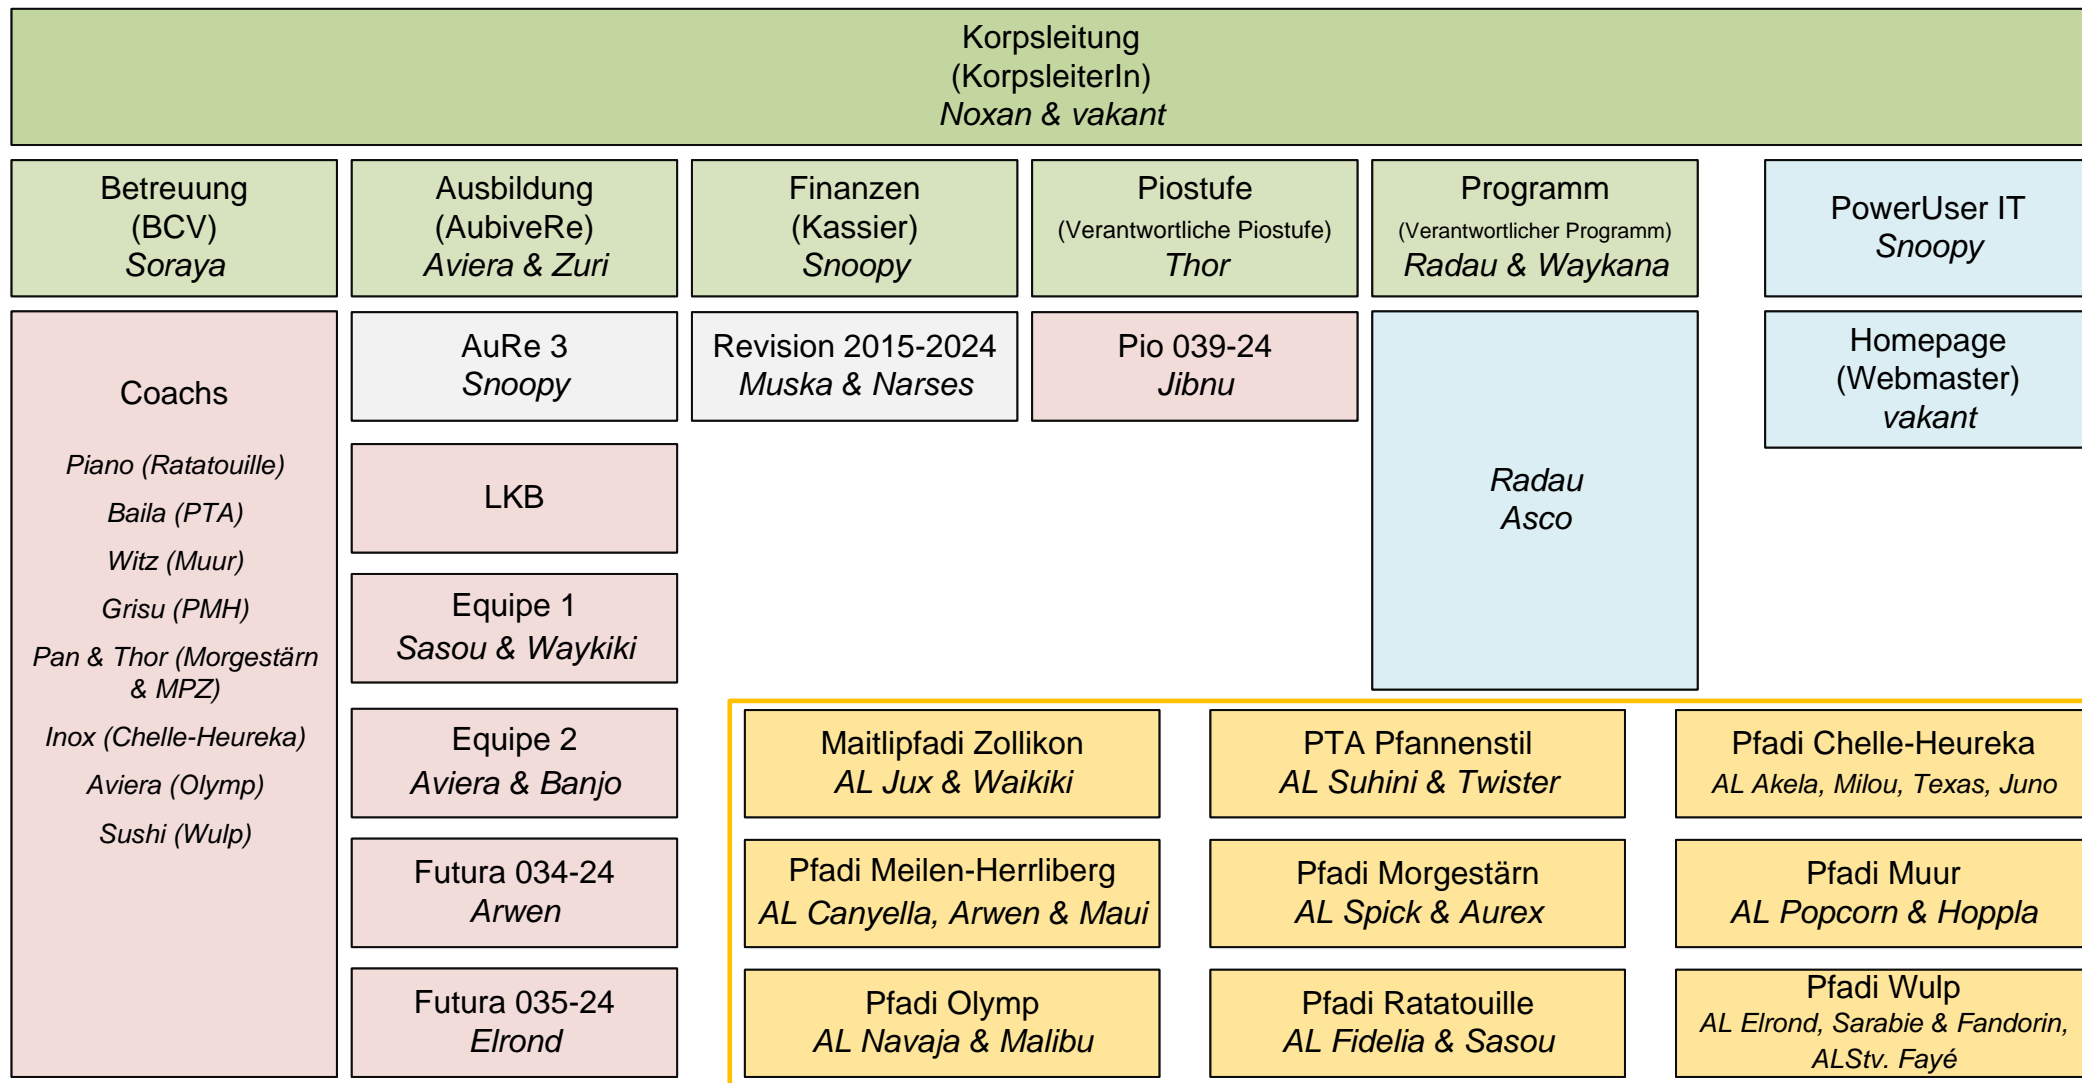 Korpsleitung
(KorpsleiterIn)
Noxan & vakant
Betreuung
(BCV)
Soraya
Ausbildung
(AubiveRe)
Aviera & Zuri
Finanzen
(Kassier)
Snoopy
Piostufe
(Verantwortliche Piostufe)
Thor
Programm
(Verantwortlicher Programm)
Radau & Waykana
PowerUser IT
Snoopy
Coachs
Piano (Ratatouille)
Baila (PTA)
Witz (Muur)
Grisu (PMH)
Pan & Thor (Morgestärn
& MPZ)
Inox (Chelle-Heureka)
Aviera (Olymp)
Sushi (Wulp)
AuRe 3
Snoopy
LKB
Equipe 1
Sasou & Waykiki
Equipe 2
Aviera & Banjo
Futura 034-24
Arwen
Futura 035-24
Elrond
Revision 2015-2024
Muska & Narses
Pio 039-24
Jibnu
Radau
Asco
Homepage
(Webmaster)
vakant
Maitlipfadi Zollikon
AL Jux & Waikiki
PTA Pfannenstil
AL Suhini & Twister
Pfadi Chelle-Heureka
AL Akela, Milou, Texas, Juno
Pfadi Meilen-Herrliberg
AL Canyella, Arwen & Maui
Pfadi Morgestärn
AL Spick & Aurex
Pfadi Muur
AL Popcorn & Hoppla
Pfadi Olymp
AL Navaja & Malibu
Pfadi Ratatouille
AL Fidelia & Sasou
Pfadi Wulp
AL Elrond, Sarabie & Fandorin,
ALStv. Fayé